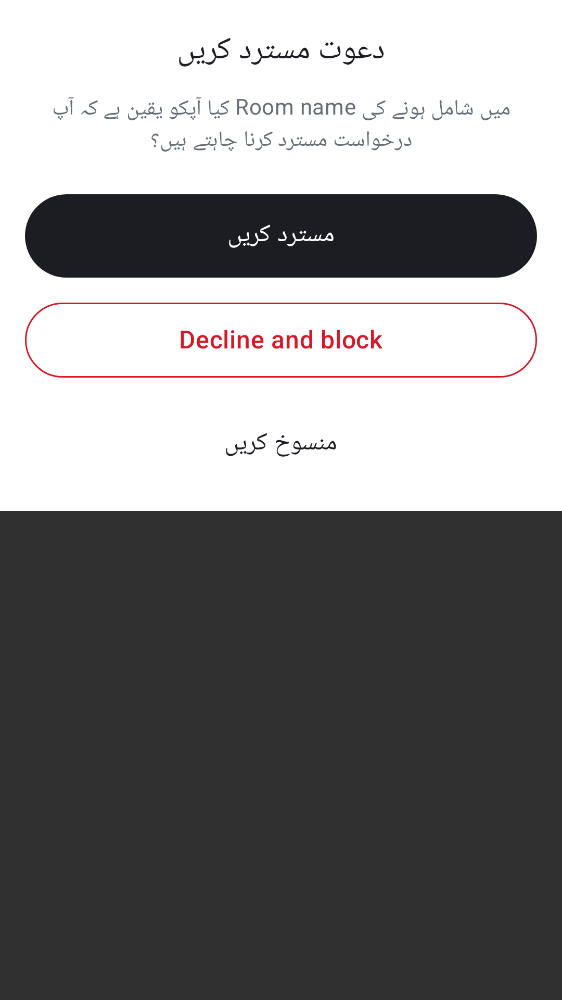 دعوت مسترد کریں
کیا آپکو یقین ہے کہ آپ Room name میں شامل ہونے کی
درخواست مسترد کرنا چاہتے ہیں؟
مسترد کریں
Decline and block
منسوخ کریں